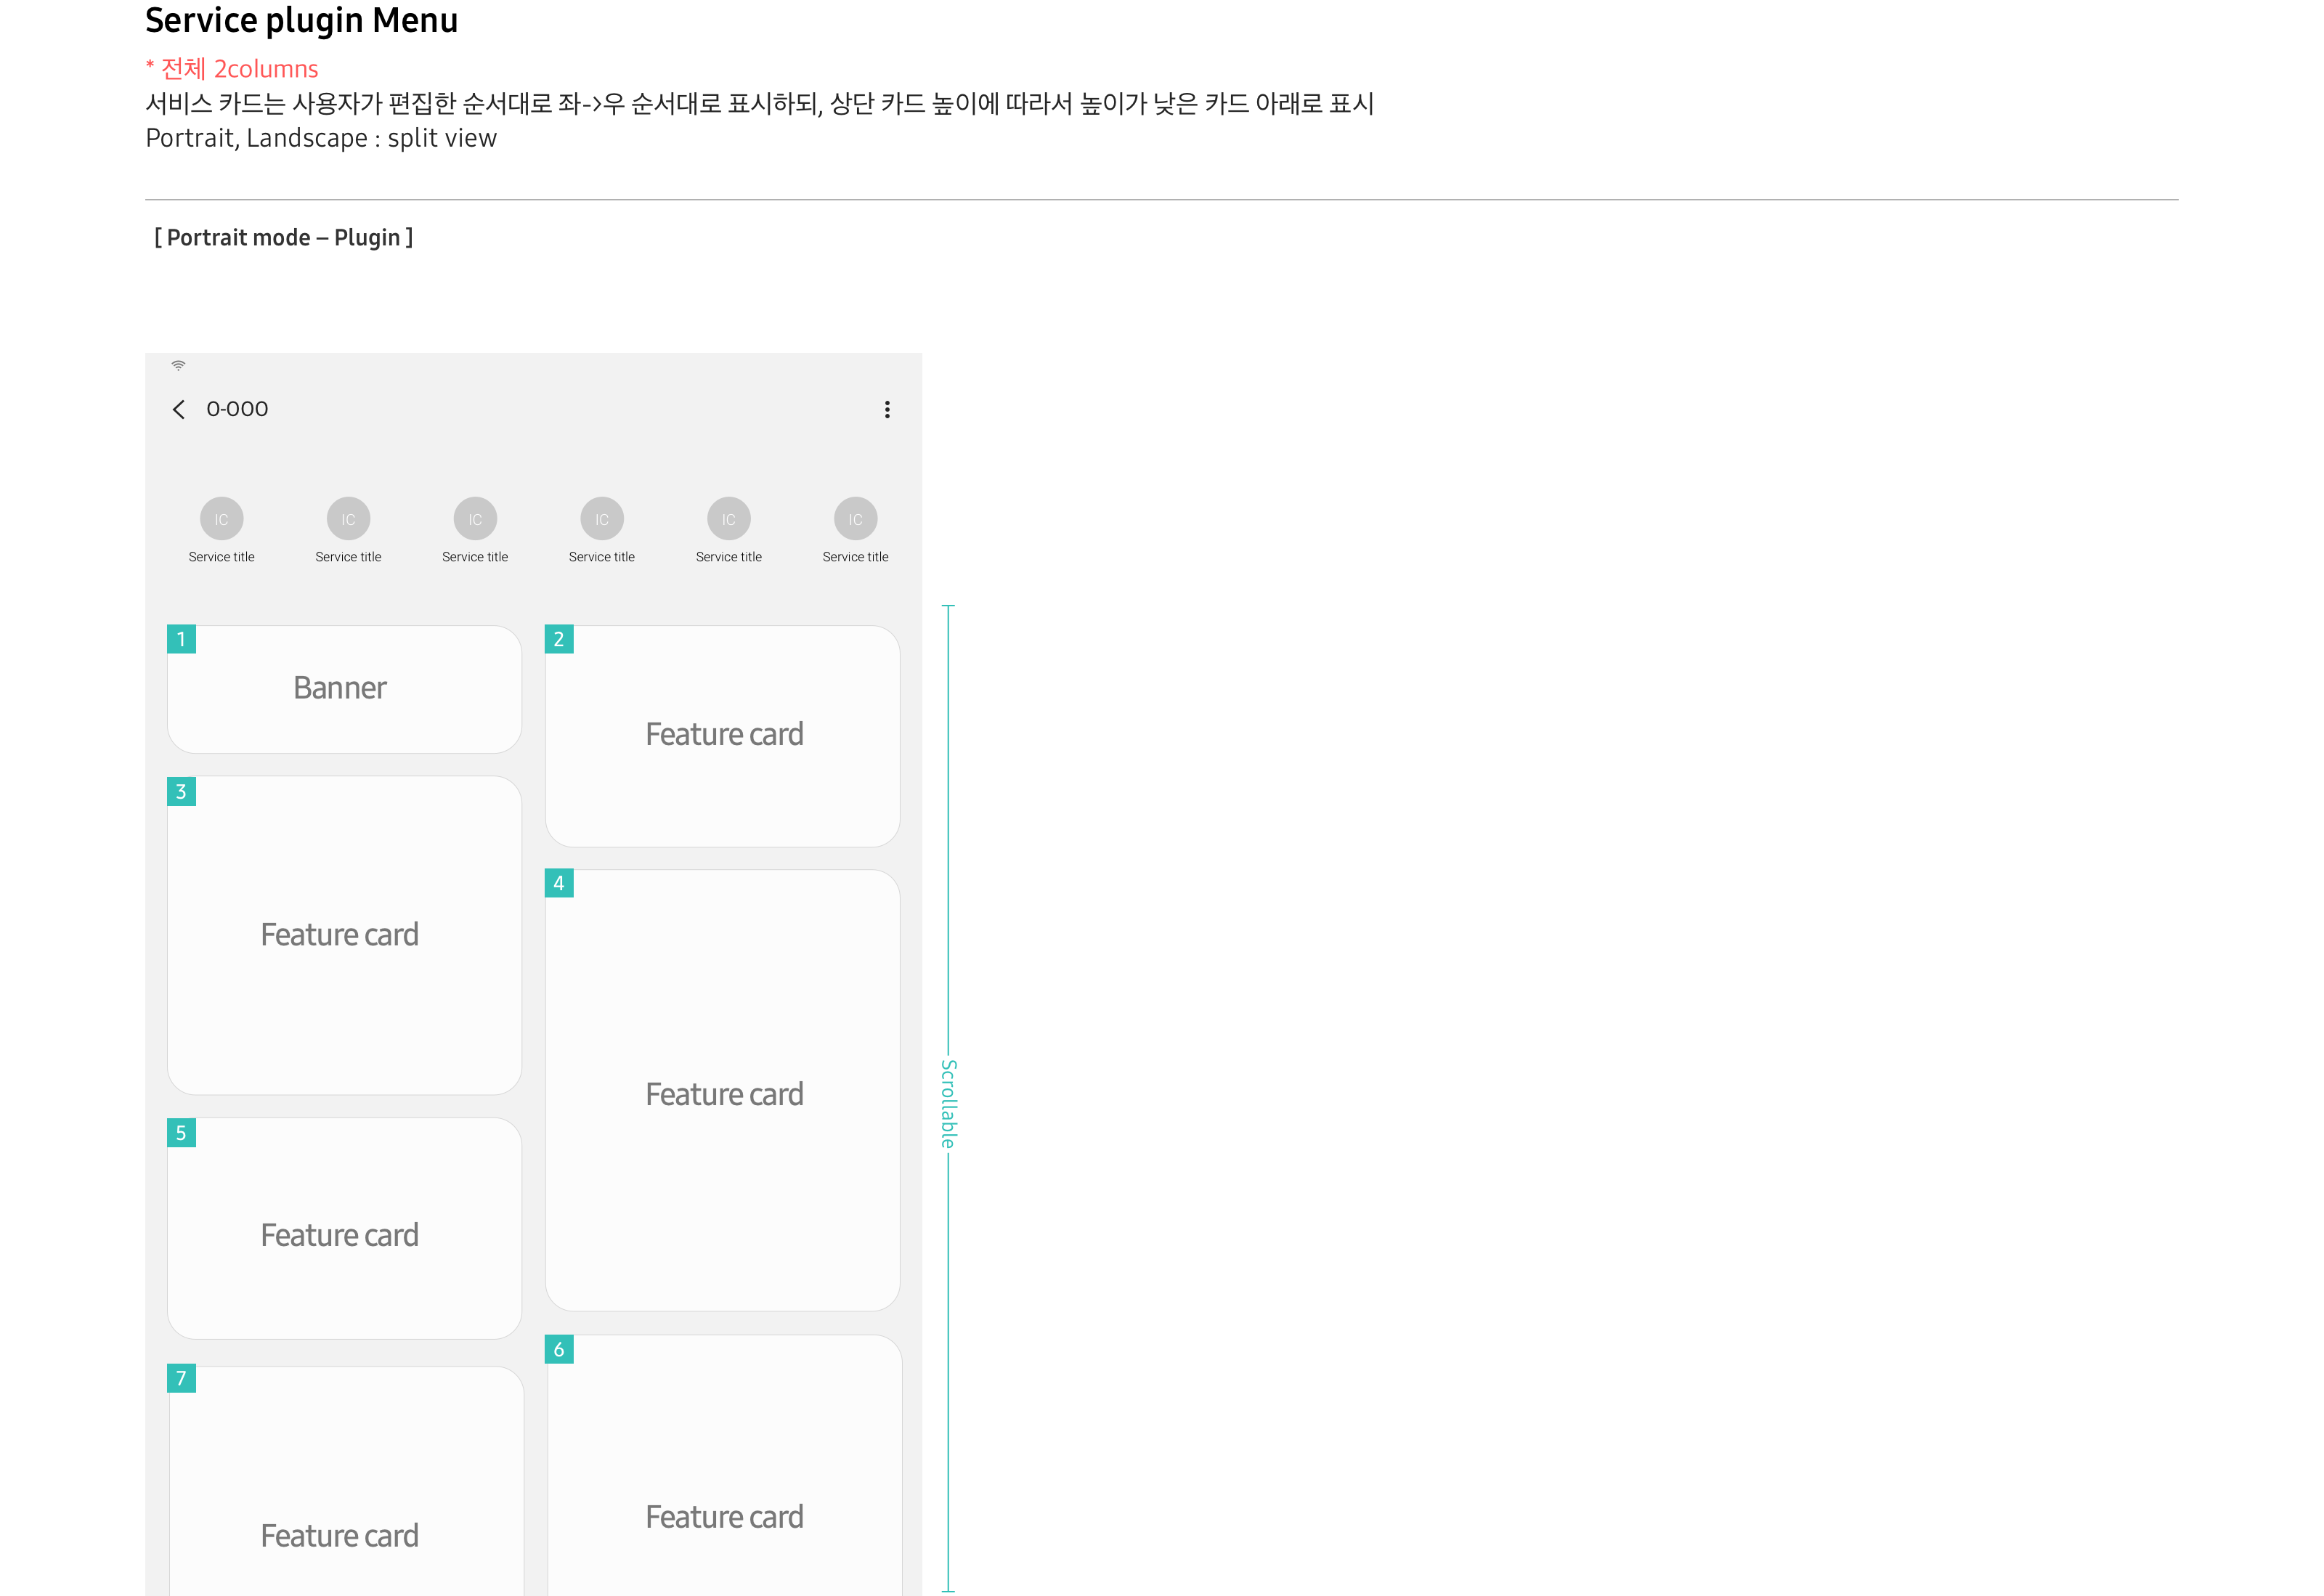 Service plugin Menu
* 전체 2columns
서비스 카드는 사용자가 편집한 순서대로 좌->우 순서대로 표시하되, 상단 카드 높이에 따라서 높이가 낮은 카드 아래로 표시
Portrait, Landscape : split view
[ Portrait mode – Plugin ]
O-OOO
IC IC IC IC IC IC
Service title Service title Service title Service title Service title Service title
1
Banner
2
Feature card
3
Feature card
4
Feature card
5
Feature card
6
Feature card
7
Feature card
Scrollable